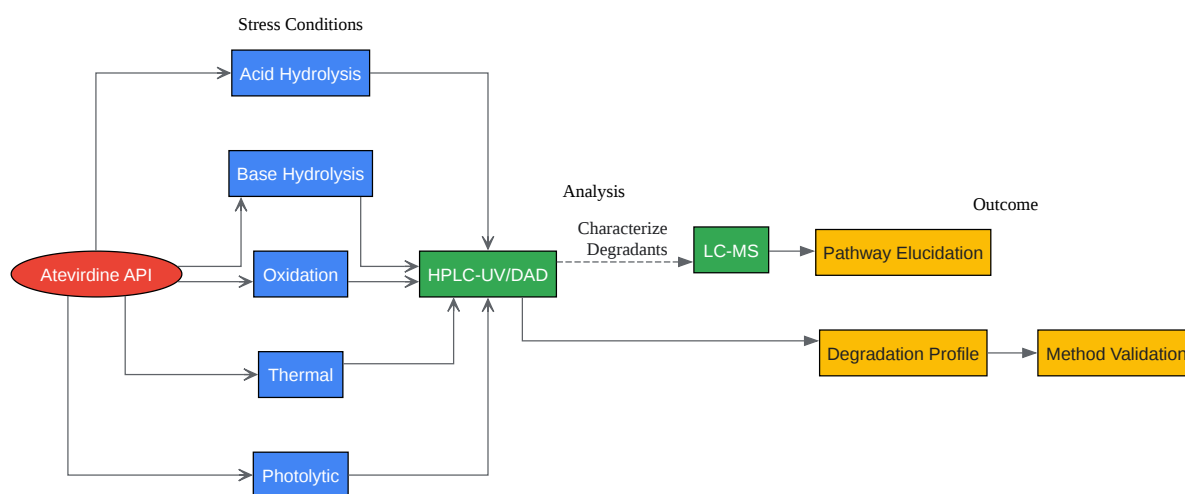 Stress Conditions
Acid Hydrolysis
Base Hydrolysis
Analysis
Outcome
Characterize
Degradants
LC-MS
Pathway Elucidation
Atevirdine API
Oxidation
HPLC-UV/DAD
Degradation Profile
Method Validation
Thermal
Photolytic